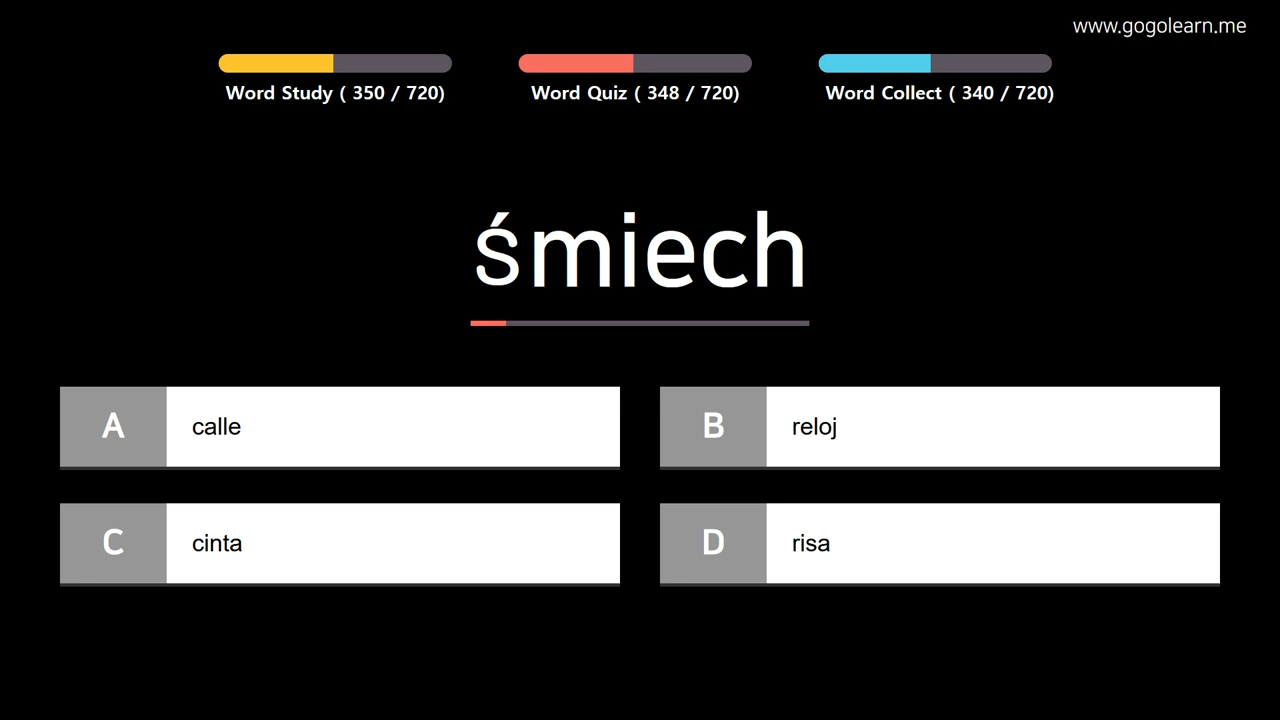 www.gogolearn.me
Word Study ( 350 / 720)
Word Quiz ( 348 / 720)
Word Collect ( 340 / 720)
śmiech
A calle
B reloj
C cinta
D risa